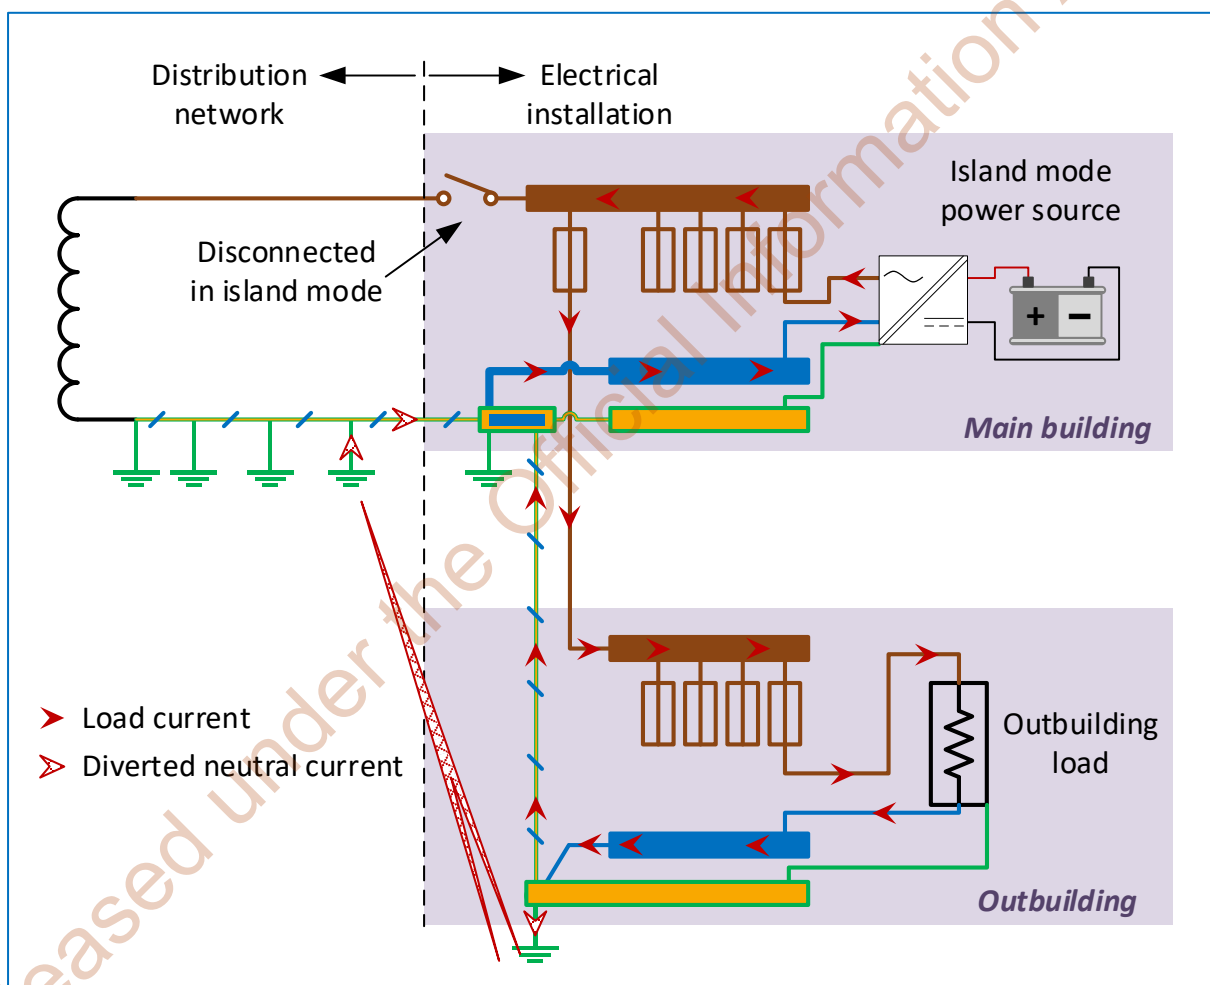 Distribution
network
Electrical
installation
Island mode
power source
Disconnected
in island mode
+ −
Main building
Load current
Diverted neutral current
Outbuilding
load
Outbuilding
eased under the Official Information